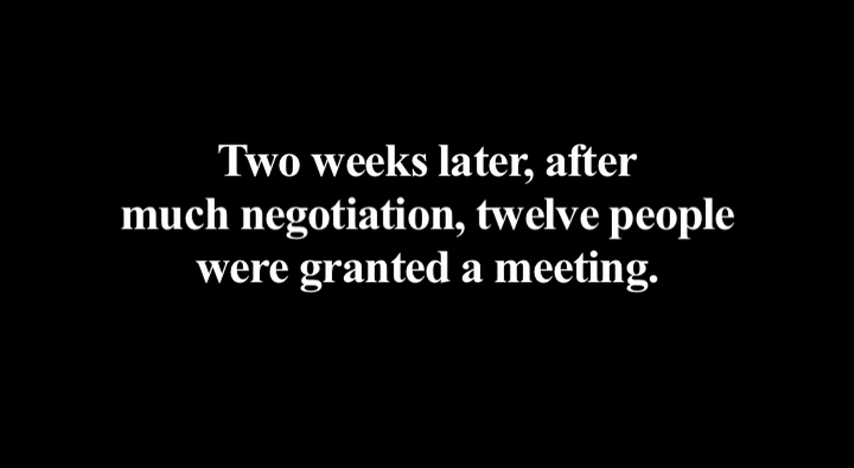 Two weeks later, after
much negotiation, twelve people
were granted a meeting.